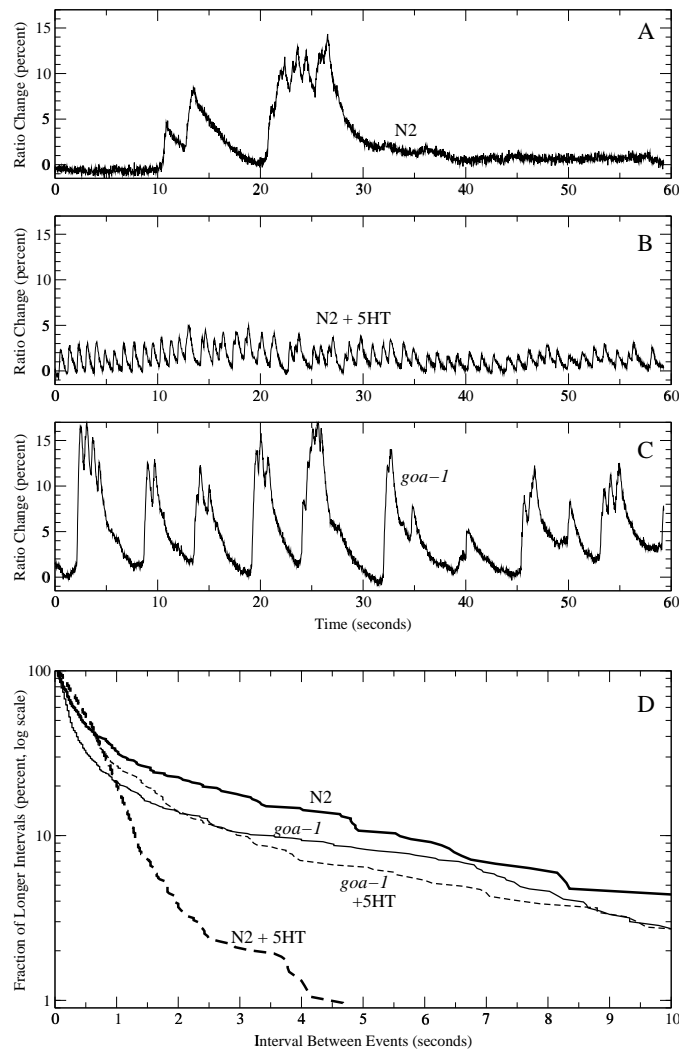 A
Ratio Change (percent)
15
10
5
0
N2
0 10 20 30 40 50 60
B
Ratio Change (percent)
15
10
5
0
N2 + 5HT
0 10 20 30 40 50 60
C
Ratio Change (percent)
15
10
5
0
goa−1
0 10 20 30 40 50 60
Time (seconds)
D
Fraction of Longer Intervals (percent, log scale)
100
10
1
N2
goa−1
goa−1
+5HT
N2 + 5HT
0 1 2 3 4 5 6 7 8 9 10
Interval Between Events (seconds)